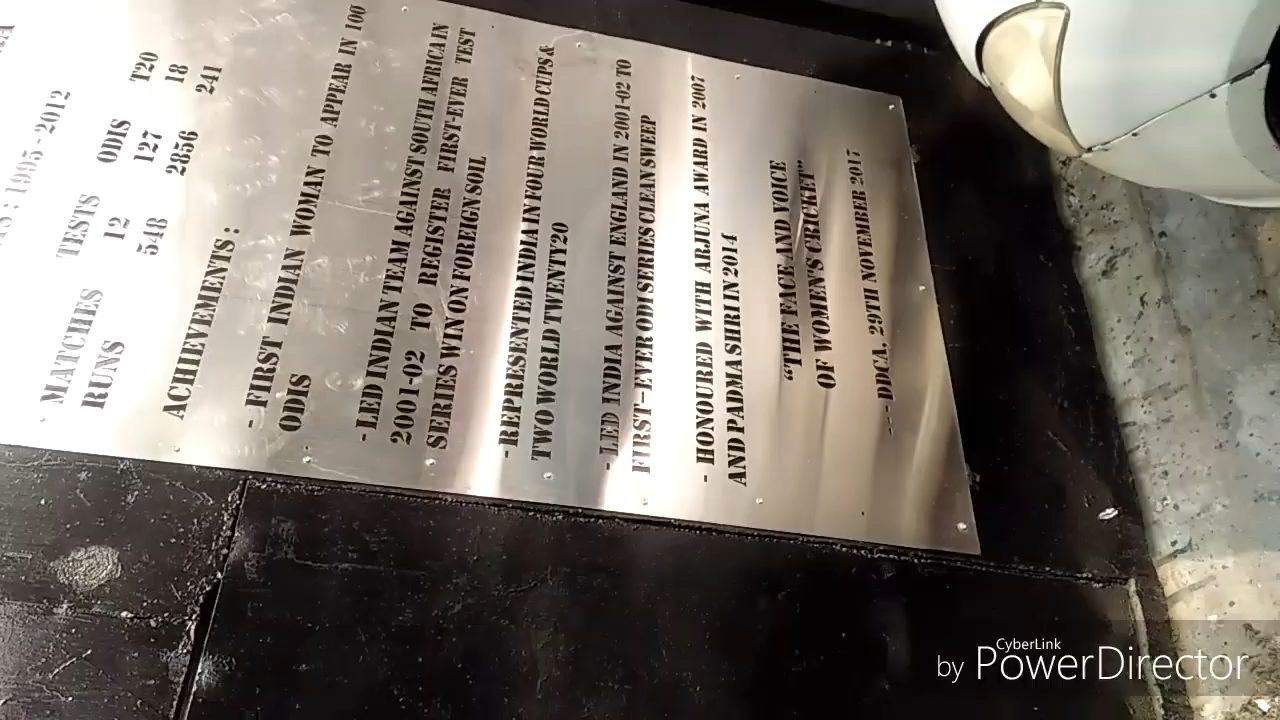 : 1995-2012
TESTS ODIS T20
MATCHES 12 127 18
RUNS 548 2856 241
ACHIEVEMENTS :
- FIRST INDIAN WOMAN TO APPEAR IN 100
ODIS
- LED INDIAN TEAM AGAINST SOUTH AFRICA IN
2001-02 TO REGISTER FIRST-EVER TEST
SERIES WIN ON FOREIGN SOIL
- REPRESENTED INDIA IN FOUR WORLD CUPS &
TWO WORLD TWENTY20
- LED INDIA AGAINST ENGLAND IN 2001-02 TO
FIRST-EVER ODI SERIES CLEAN SWEEP
- HONOURED WITH ARJUNA AWARD IN 2007
AND PADMASHRI IN 2014
“THE FACE AND VOICE
OF WOMEN'S CRICKET”
--- DDCA, 29TH NOVEMBER 2017
by CyberLink
PowerDirector